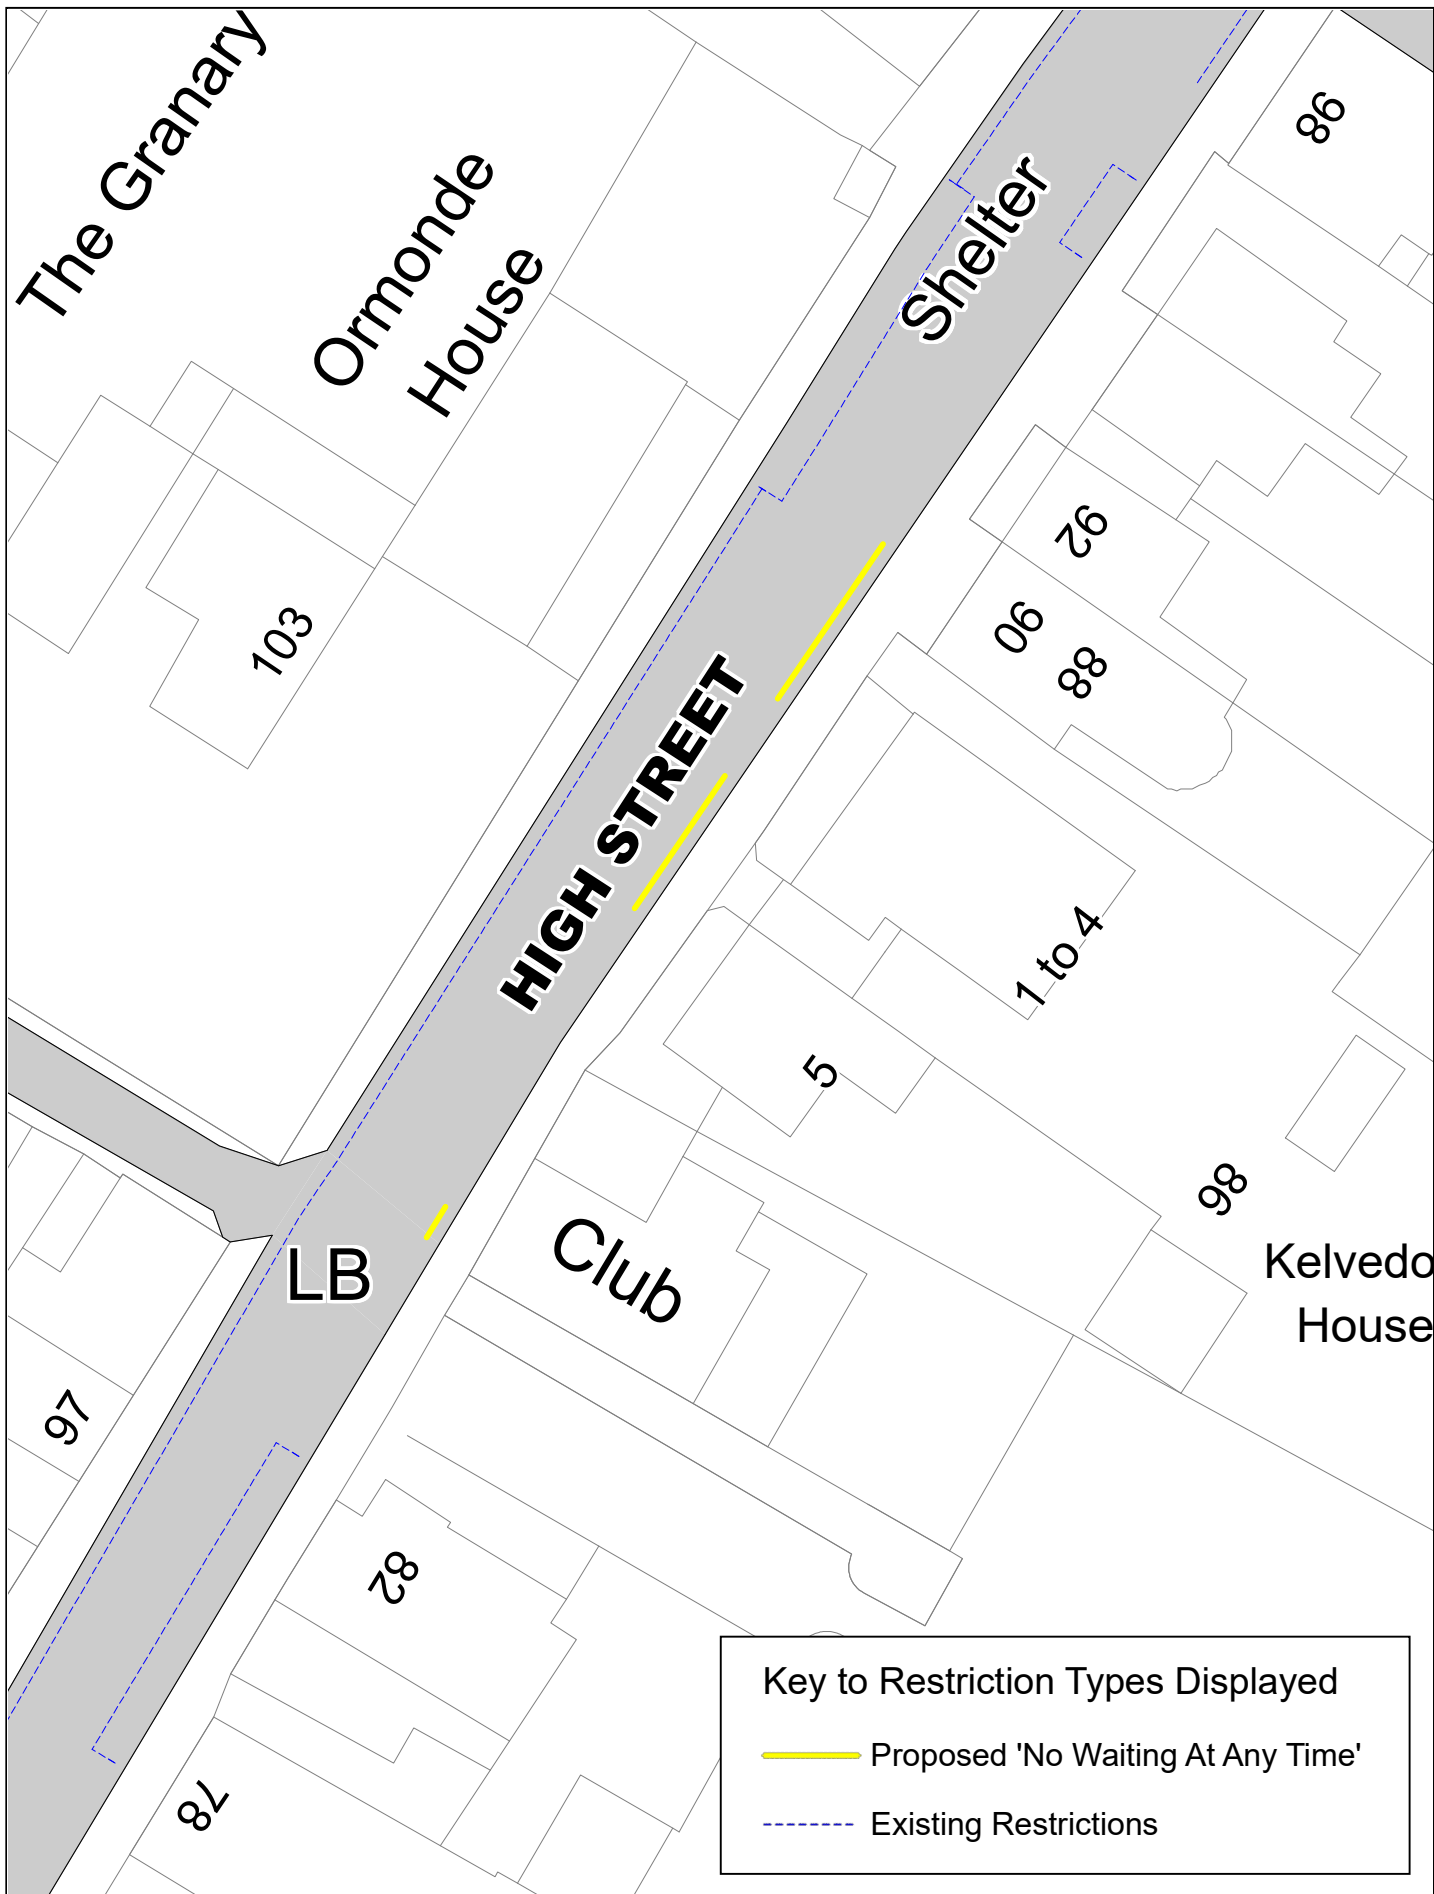 The Granary
Ormonde
House
Shelter
98
92
90
88
103
HIGH STREET
1 to 4
5
86
Kelvedo
House
Club
LB
97
82
78
Key to Restriction Types Displayed
Proposed 'No Waiting At Any Time'
Existing Restrictions